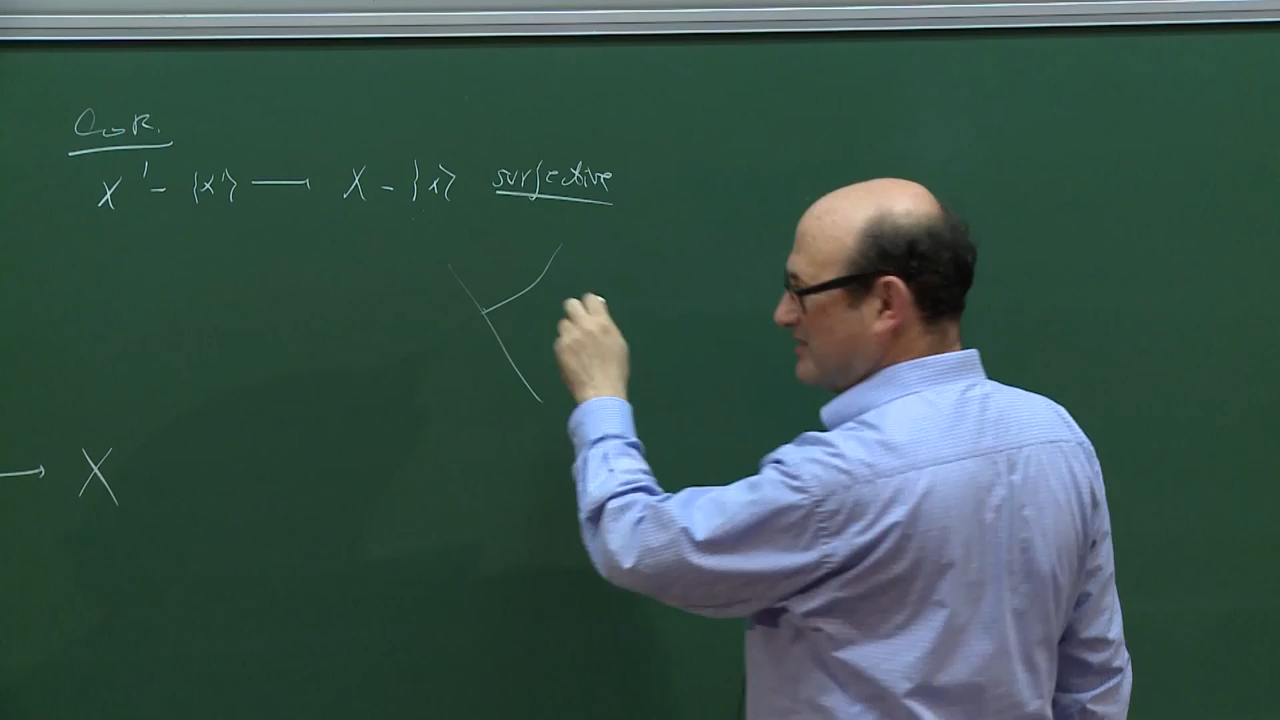 Cor.
X' - {x'} → X - {x} surjective
→ X